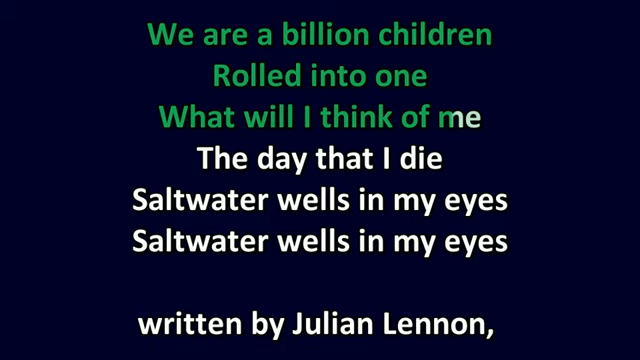 We are a billion children
Rolled into one
What will I think of me
The day that I die
Saltwater wells in my eyes
Saltwater wells in my eyes
written by Julian Lennon,